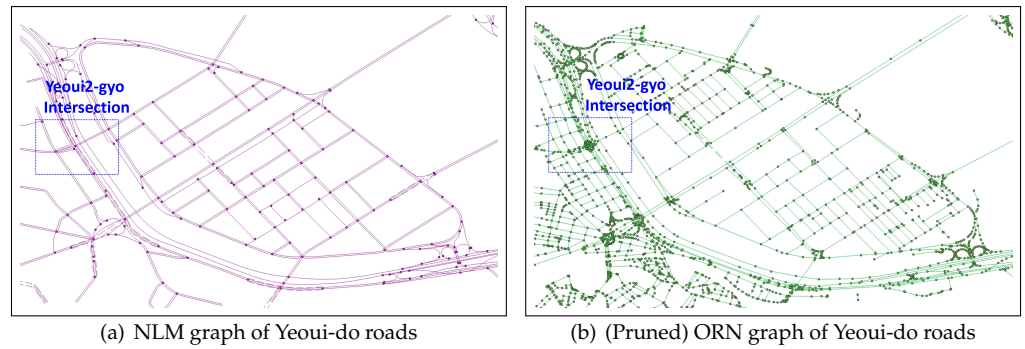 Yeoui2-gyo
Intersection
Yeoui2-gyo
Intersection
(a) NLM graph of Yeoui-do roads
(b) (Pruned) ORN graph of Yeoui-do roads